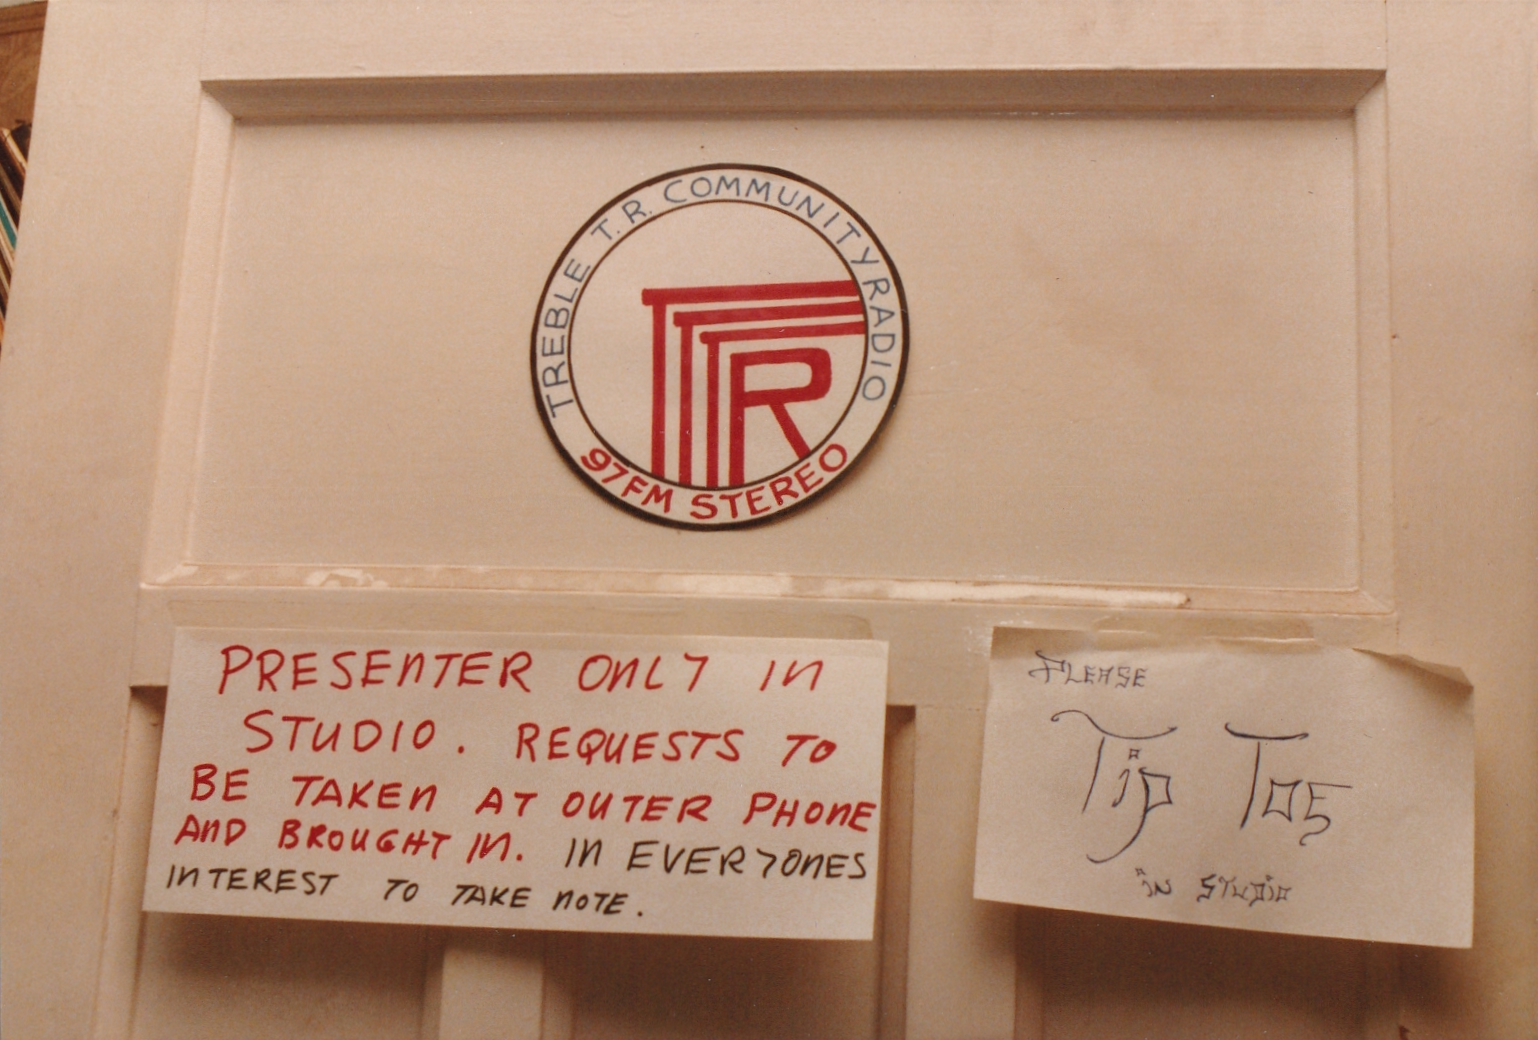 TREBLE T.R. COMMUNITY RADIO
R
97FM STEREO
PRESENTER ONLY IN
STUDIO. REQUESTS TO
BE TAKEN AT OUTER PHONE
AND BROUGHT IN. IN EVERYONES
INTEREST TO TAKE NOTE.
PLEASE
Tip Toe
in STUDIO